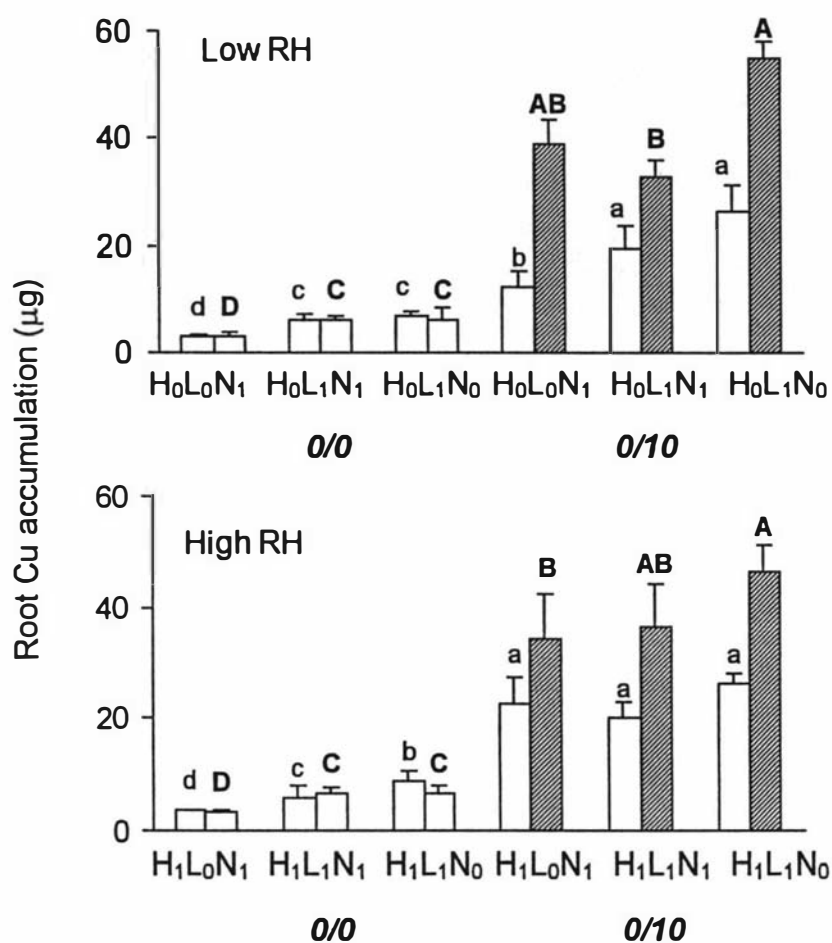 Root Cu accumulation (µg)
Low RH
60
40
20
0
d D c C c C b AB a B a A
H₀L₀N₁ H₀L₁N₁ H₀L₁N₀ H₀L₀N₁ H₀L₁N₁ H₀L₁N₀
0/0 0/10
High RH
60
40
20
0
d D c C b C a B a AB a A
H₁L₀N₁ H₁L₁N₁ H₁L₁N₀ H₁L₀N₁ H₁L₁N₁ H₁L₁N₀
0/0 0/10